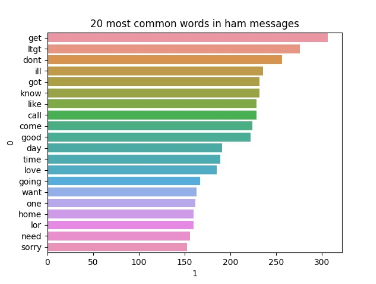 20 most common words in ham messages
get
ltgt
dont
ill
got
know
like
call
come
good
day
time
love
going
want
one
home
lor
need
sorry
0
0 50 100 150 200 250 300
1